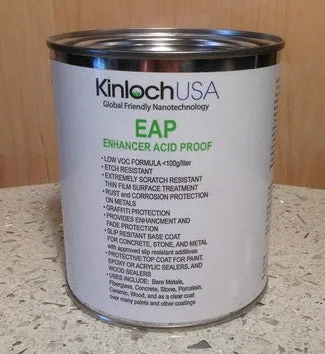 KinlochUSA
Global Friendly Nanotechnology
EAP
ENHANCER ACID PROOF
• LOW VOC FORMULA <100g/liter
• ETCH RESISTANT
• EXTREMELY SCRATCH RESISTANT
THIN FILM SURFACE TREATMENT
• RUST and CORROSION PROTECTION
ON METALS
• GRAFFITI PROTECTION
• PROVIDES ENHANCMENT AND
FADE PROTECTION
• SLIP RESISTANT BASE COAT
FOR CONCRETE, STONE, AND METAL
with approved slip resistant additives
• PROTECTIVE TOP COAT FOR PAINT,
EPOXY OR ACRYLIC SEALERS, AND
WOOD SEALERS
• USES INCLUDE: Bare Metals,
Fiberglass, Concrete, Stone, Porcelain,
Ceramic, Wood, and as a clear coat
over many paints and other coatings